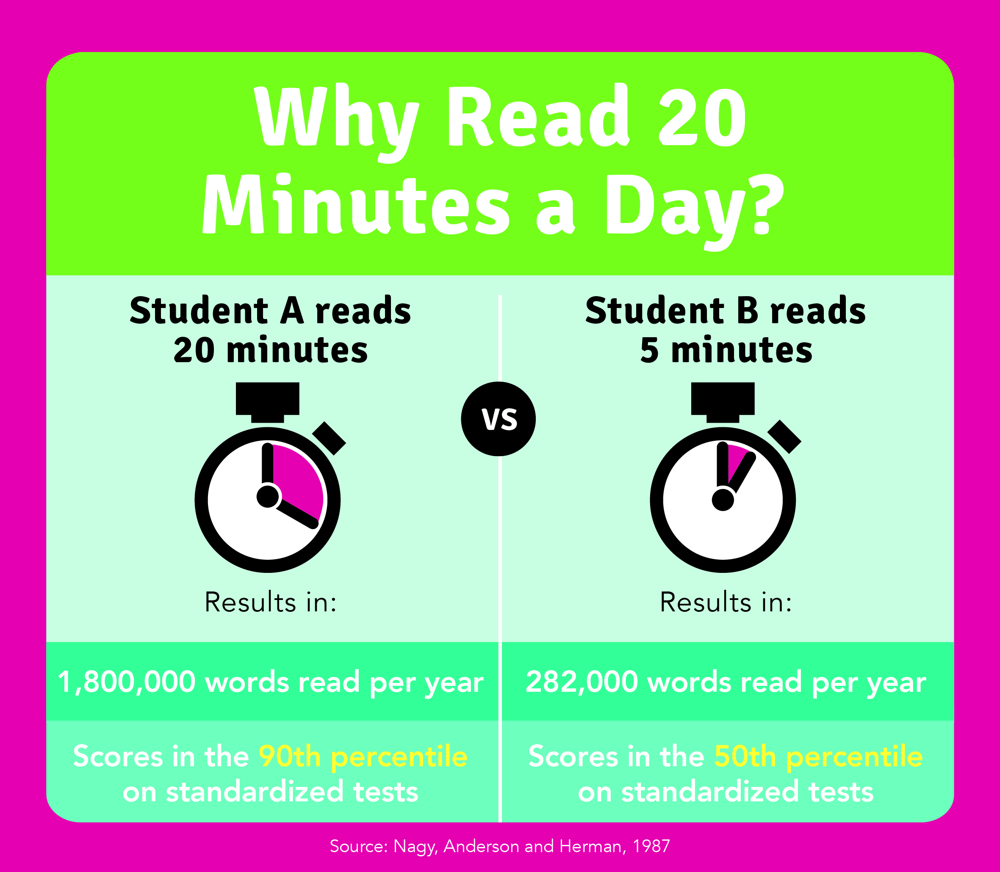 Why Read 20
Minutes a Day?
Student A reads
20 minutes
VS
Student B reads
5 minutes
Results in:
Results in:
1,800,000 words read per year
282,000 words read per year
Scores in the 90th percentile
on standardized tests
Scores in the 50th percentile
on standardized tests
Source: Nagy, Anderson and Herman, 1987